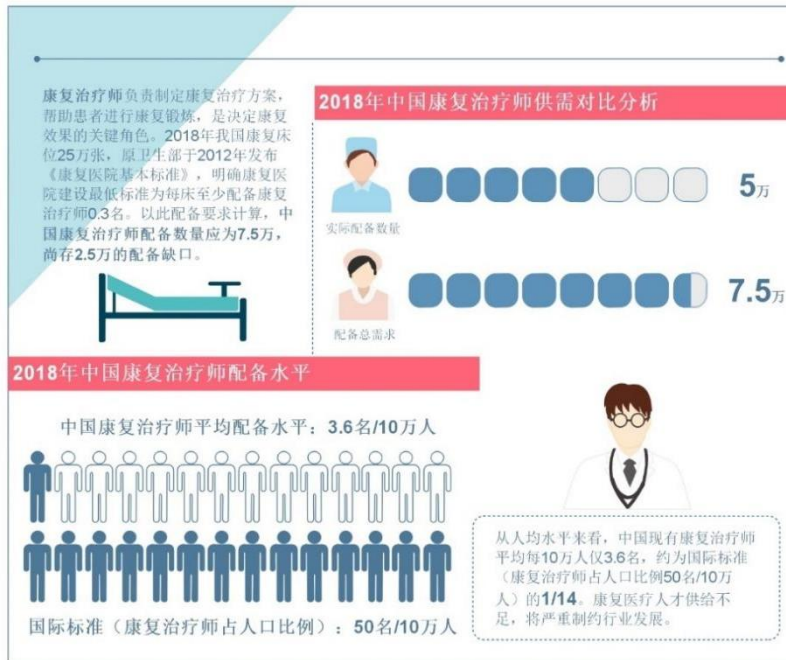 康复治疗师负责制定康复治疗方案，
帮助患者进行康复锻炼，是决定康复
效果的关键角色。2018年我国康复床
位25万张，原卫生部于2012年发布
《康复医院基本标准》，明确康复医
院建设最低标准为每床至少配备康复
治疗师0.3名。以此配备要求计算，中
国康复治疗师配备数量应为7.5万，
尚存2.5万的配备缺口。
2018年中国康复治疗师供需对比分析
5万
实际配备数量
7.5万
配备总需求
2018年中国康复治疗师配备水平
中国康复治疗师平均配备水平：3.6名/10万人
国际标准（康复治疗师占人口比例）：50名/10万人
从人均水平来看，中国现有康复治疗师
平均每10万人仅3.6名，约为国际标准
（康复治疗师占人口比例50名/10万
人）的1/14。康复医疗人才供给不
足，将严重制约行业发展。